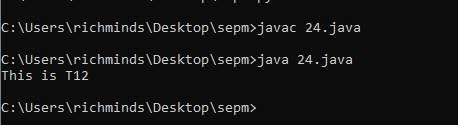 C:\Users\richminds\Desktop\sepm>javac 24.java
C:\Users\richminds\Desktop\sepm>java 24.java
This is T12
C:\Users\richminds\Desktop\sepm>